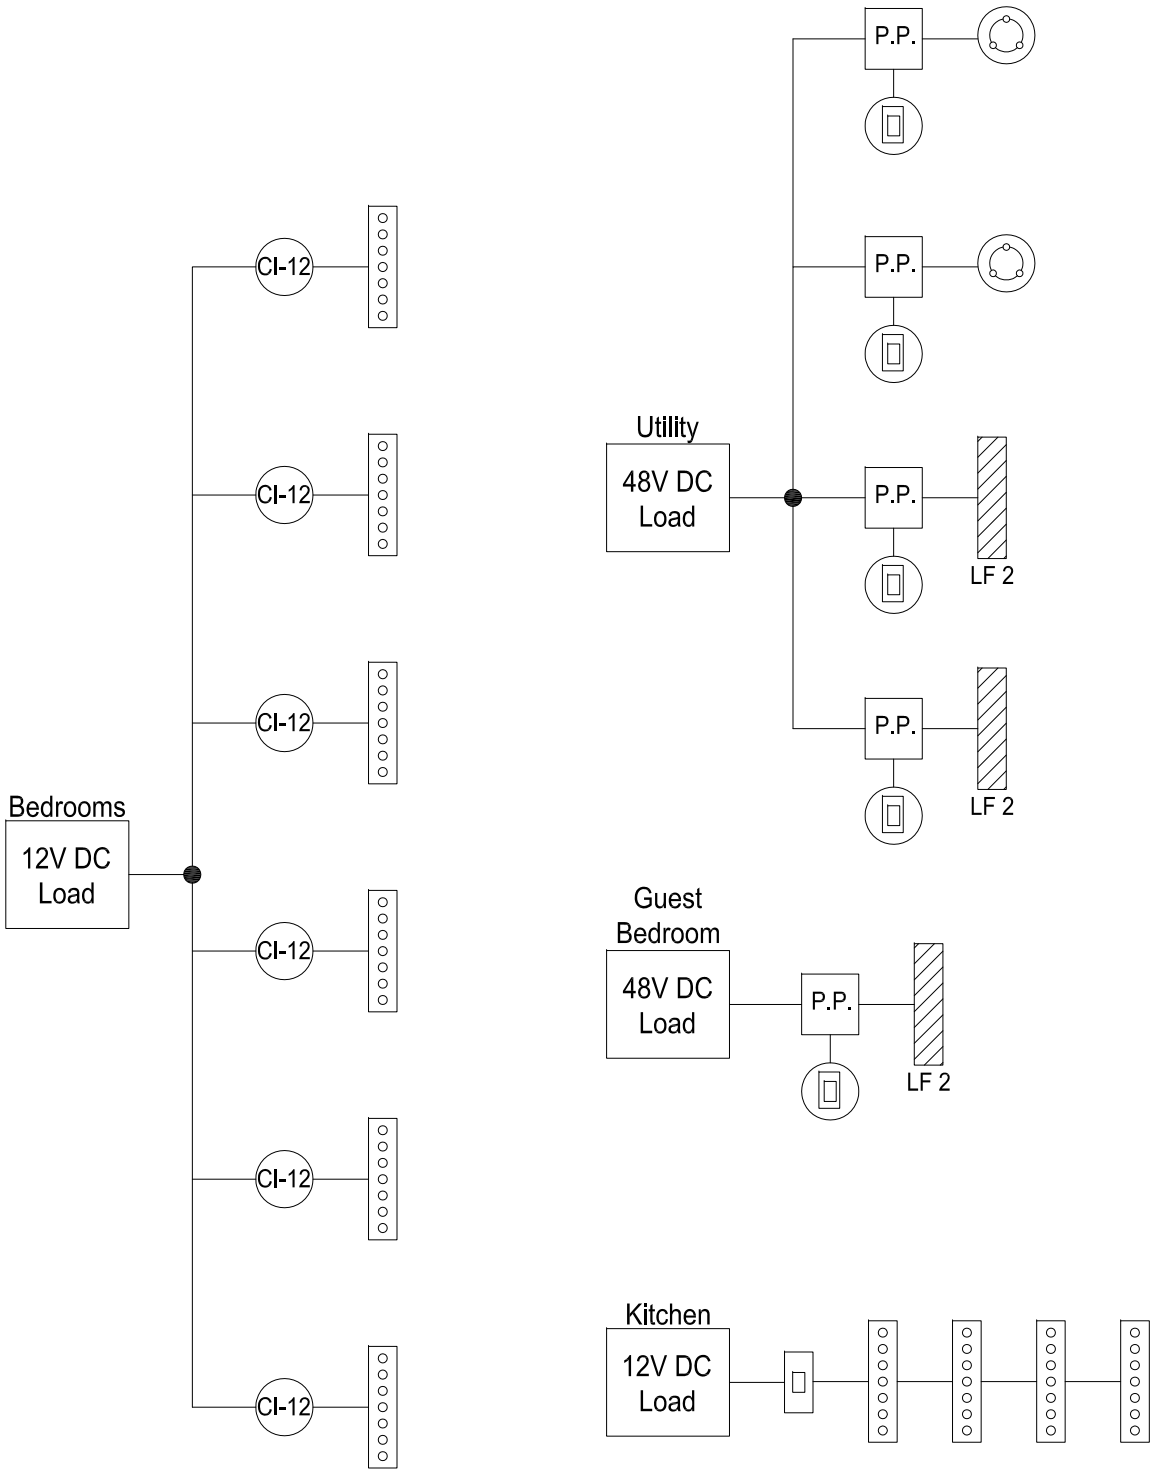 Bedrooms
12V DC
Load
CI-12
CI-12
CI-12
CI-12
CI-12
CI-12
P.P.
P.P.
Utility
48V DC
Load
P.P.
LF 2
P.P.
LF 2
Guest
Bedroom
48V DC
Load
P.P.
LF 2
Kitchen
12V DC
Load